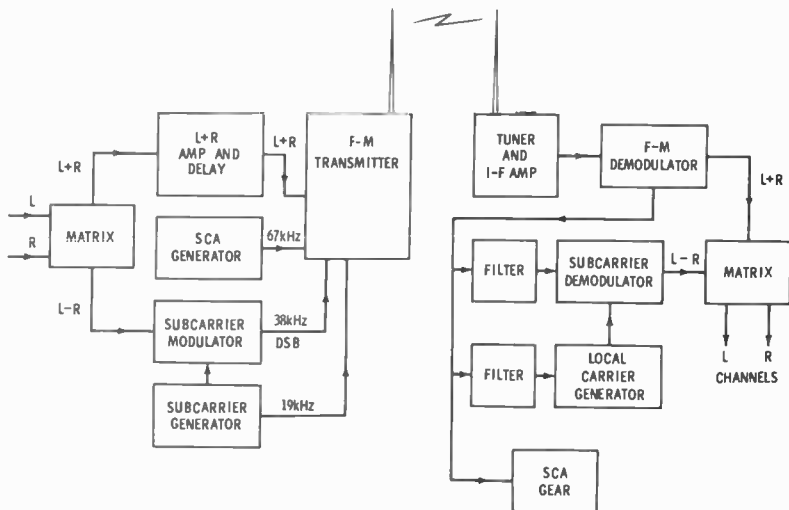 L+R
AMP AND
DELAY
L+R
L+R
F-M
TRANSMITTER
L
R
MATRIX
SCA
GENERATOR
67kHz
L-R
SUBCARRIER
MODULATOR
38kHz
DSB
SUBCARRIER
GENERATOR
19kHz
TUNER
AND
I-F AMP
F-M
DEMODULATOR
L+R
FILTER
SUBCARRIER
DEMODULATOR
L-R
MATRIX
FILTER
LOCAL
CARRIER
GENERATOR
L R
CHANNELS
SCA
GEAR